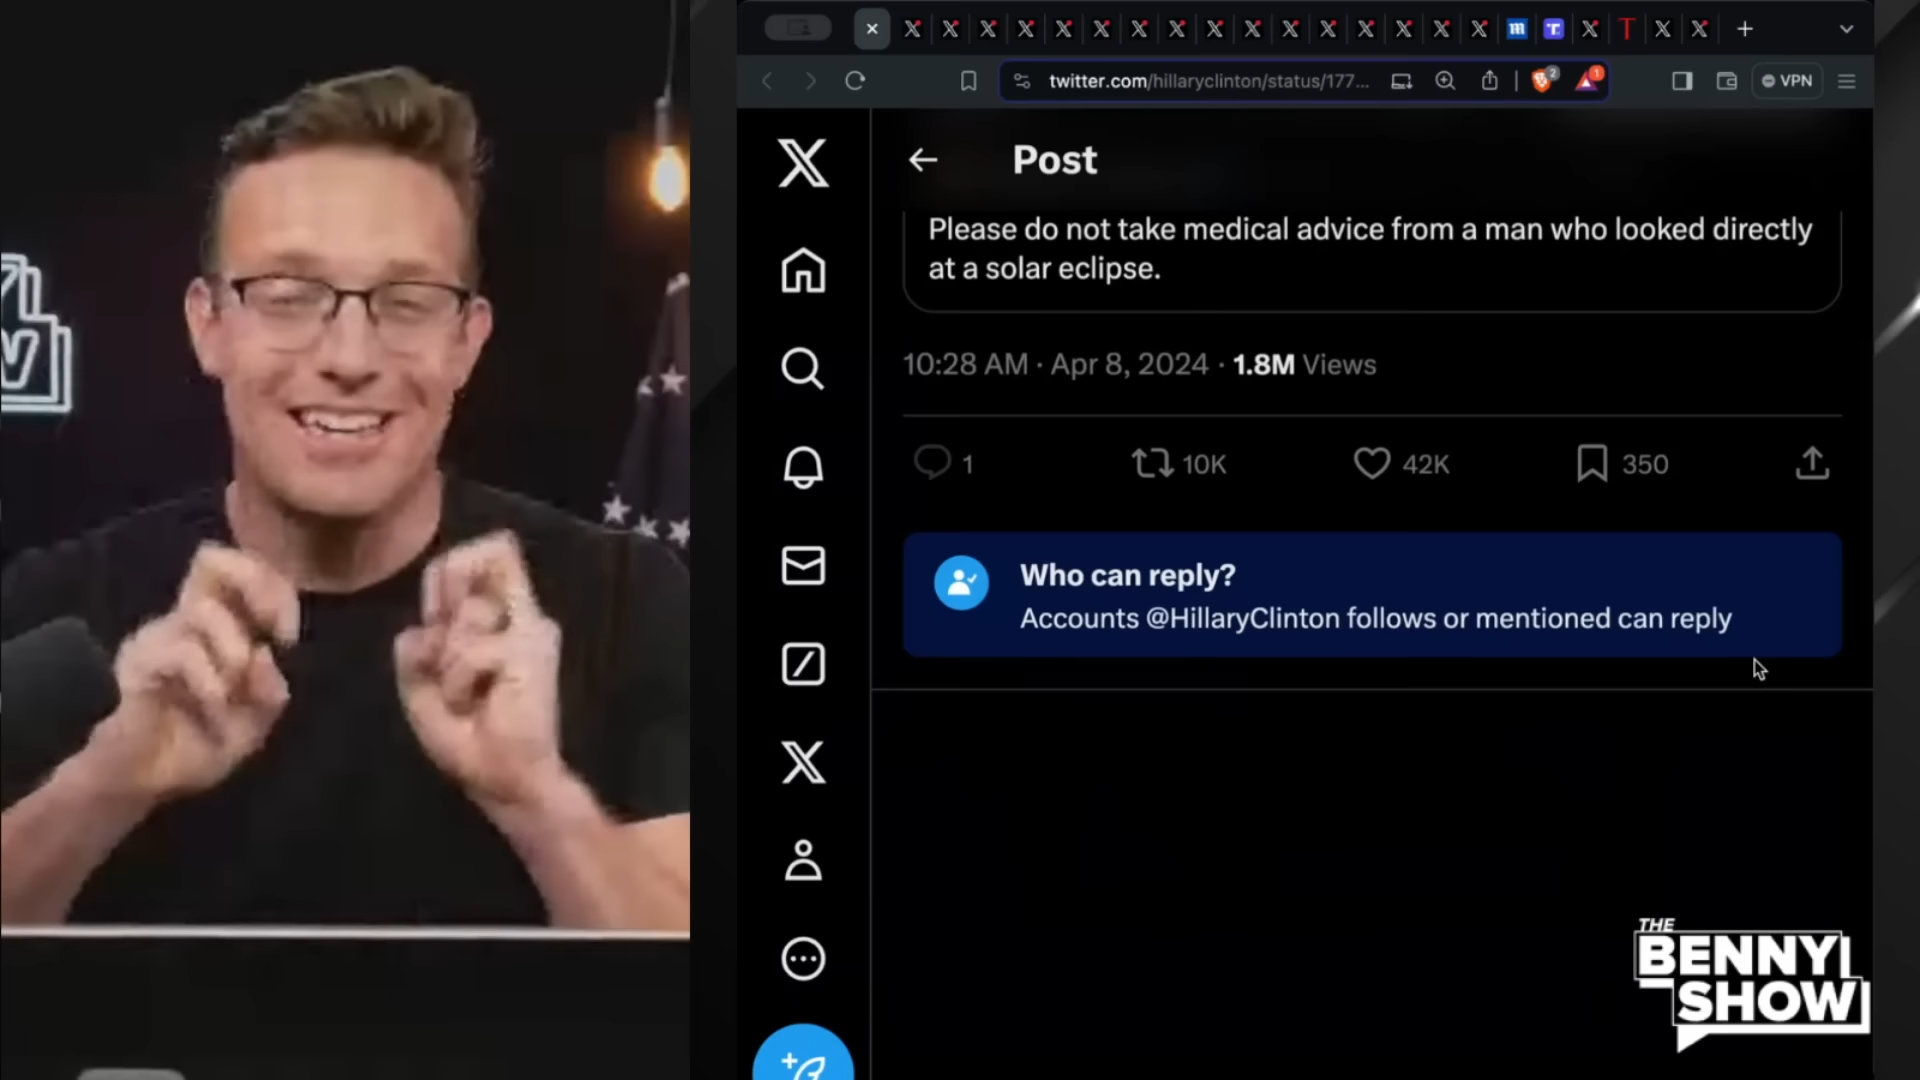 twitter.com/hillaryclinton/status/177...
2
1
VPN
Post
Please do not take medical advice from a man who looked directly
at a solar eclipse.
10:28 AM · Apr 8, 2024 · 1.8M Views
1
10K
42K
350
Who can reply?
Accounts @HillaryClinton follows or mentioned can reply
THE
BENNY
SHOW